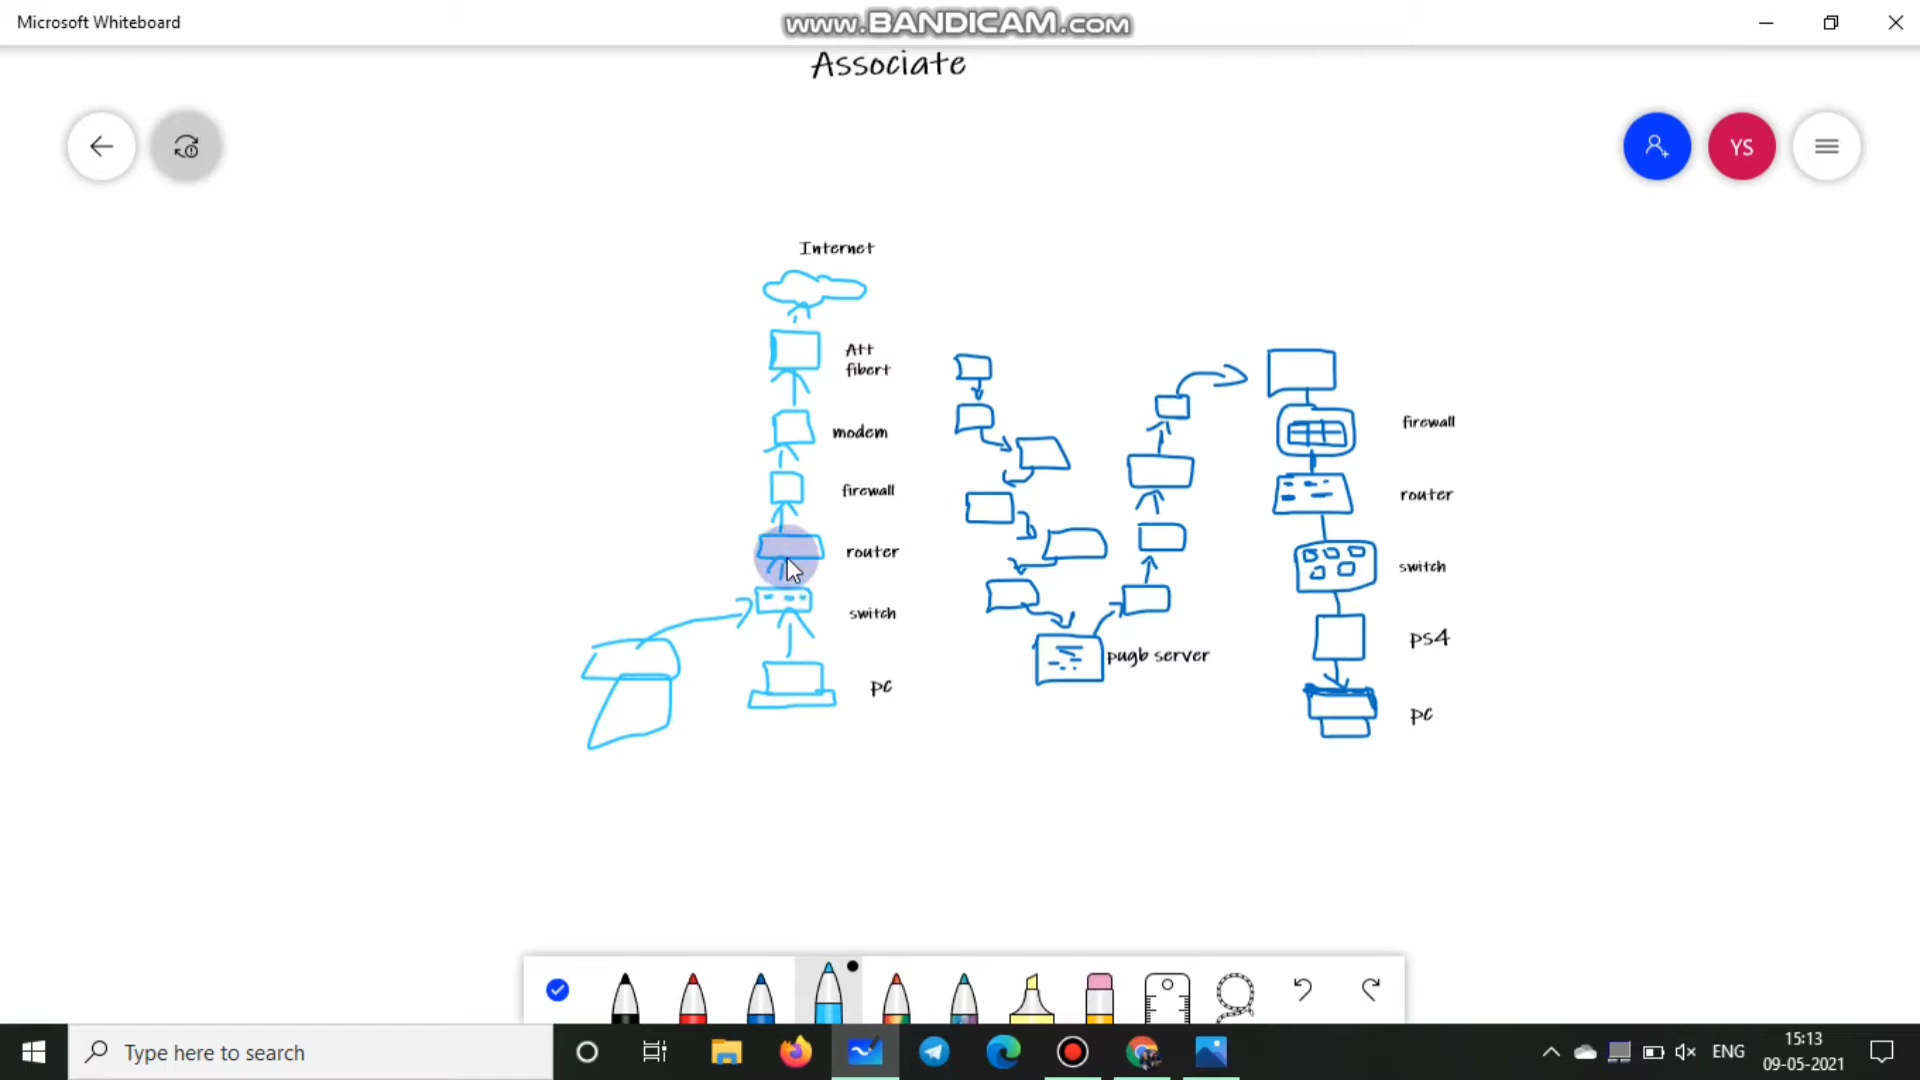 Microsoft Whiteboard
www.BANDICAM.com
Associate
YS
Internet
Att
fibert
modem
firewall
router
switch
pc
pugb server
firewall
router
switch
ps4
pc
Type here to search
ENG
15:13
09-05-2021